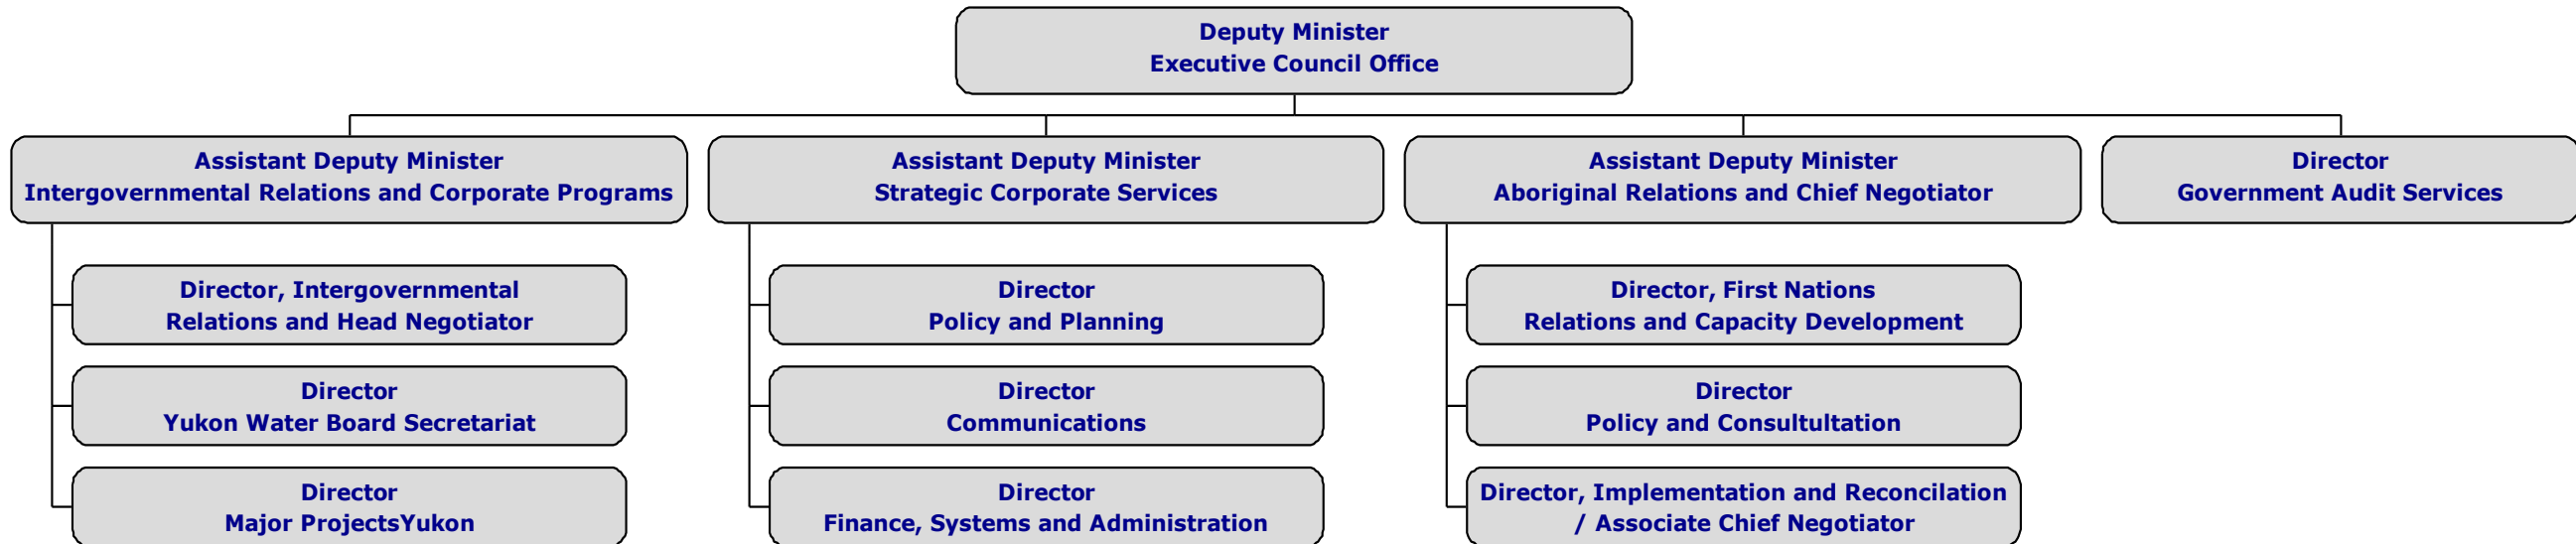 Deputy Minister
Executive Council Office
Assistant Deputy Minister
Intergovernmental Relations and Corporate Programs
Assistant Deputy Minister
Strategic Corporate Services
Assistant Deputy Minister
Aboriginal Relations and Chief Negotiator
Director
Government Audit Services
Director, Intergovernmental
Relations and Head Negotiator
Director
Policy and Planning
Director, First Nations
Relations and Capacity Development
Director
Yukon Water Board Secretariat
Director
Communications
Director
Policy and Consultutation
Director
Major ProjectsYukon
Director
Finance, Systems and Administration
Director, Implementation and Reconcilation
/ Associate Chief Negotiator